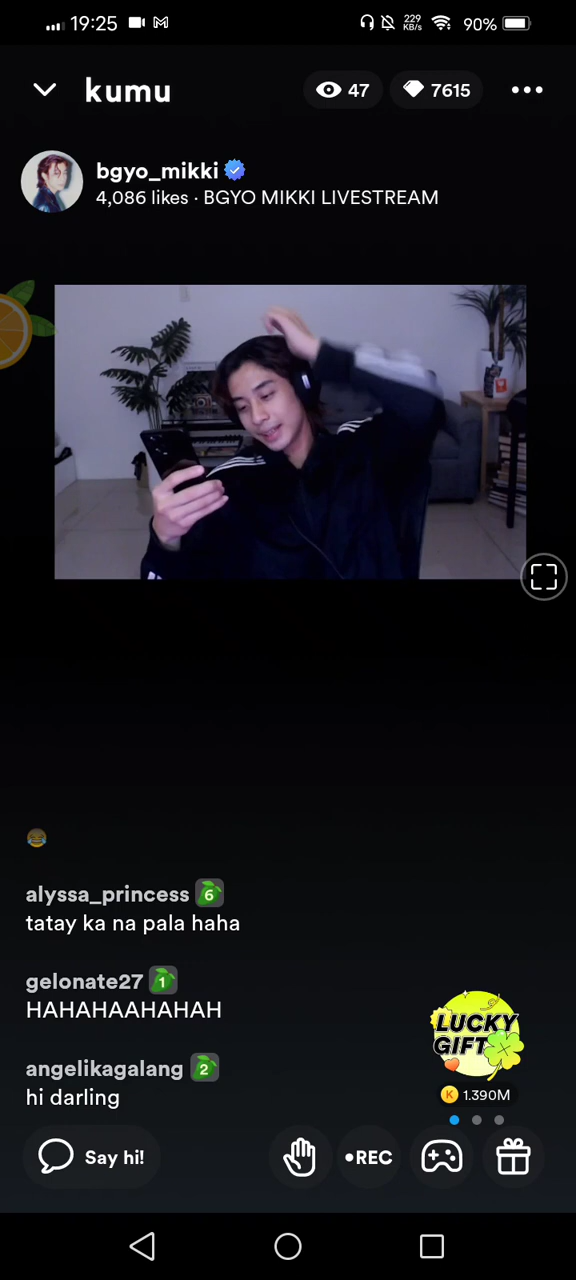 19:25
229
KB/s
90%
kumu
47
7615
bgyo_mikki
4,086 likes · BGYO MIKKI LIVESTREAM
alyssa_princess 6
tatay ka na pala haha
gelonate27 1
HAHAHAAHAHAH
angelikagalang 2
hi darling
LUCKY
GIFT
K 1.390M
Say hi!
•REC